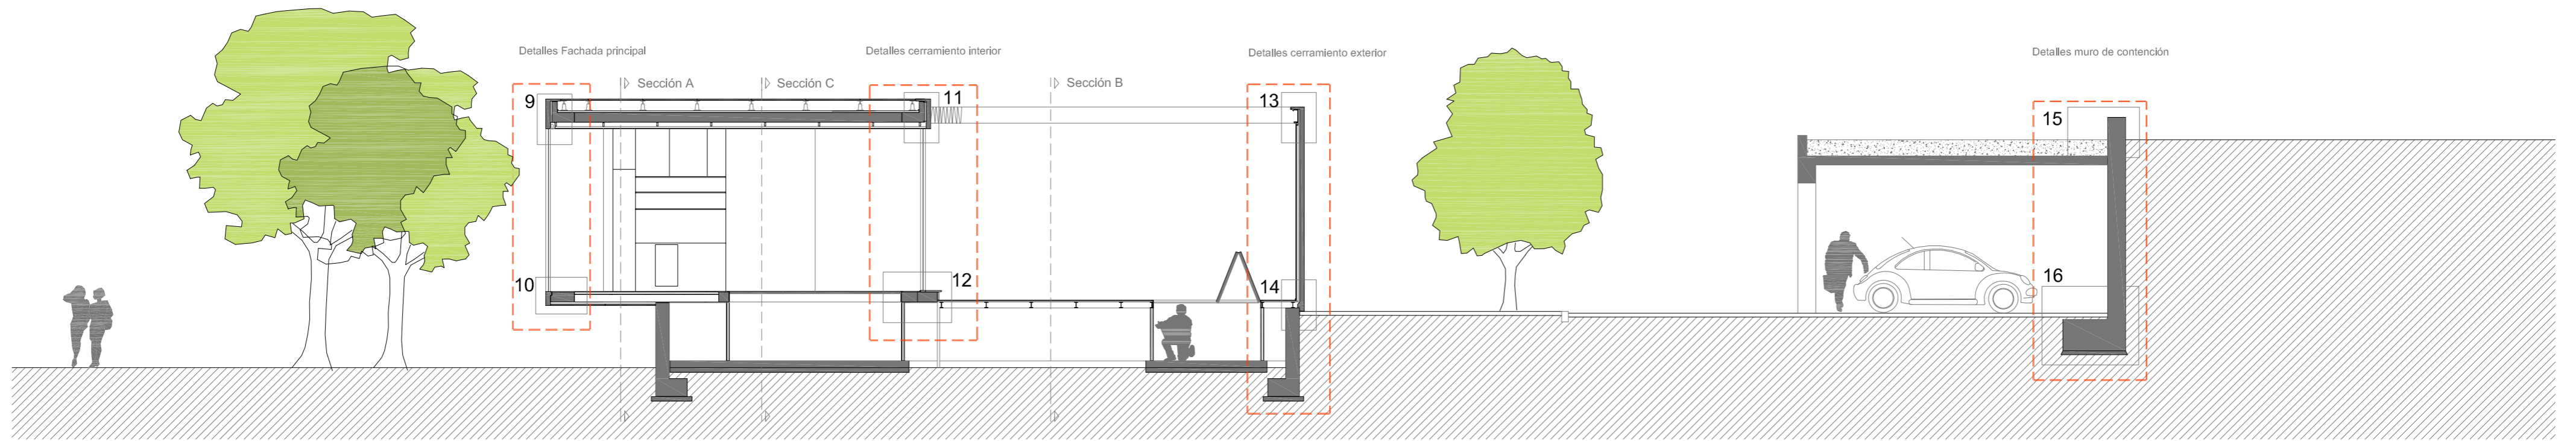 Detalles Fachada principal
Detalles cerramiento interior
Detalles cerramiento exterior
Detalles muro de contención
Sección A
Sección C
Sección B
9
11
13
15
10
12
14
16